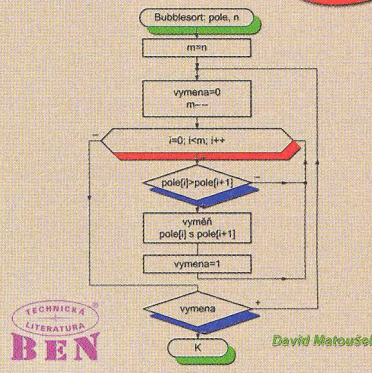 Bubblesort: pole, n
m=n
vymena=0
m--
i=0; i<m; i++
–
+
pole[i]>pole[i+1]
–
+
vyměň
pole[i] s pole[i+1]
vymena=1
vymena
+
–
K
TECHNICKÁ
LITERATURA
®
BEN
David Matoušek